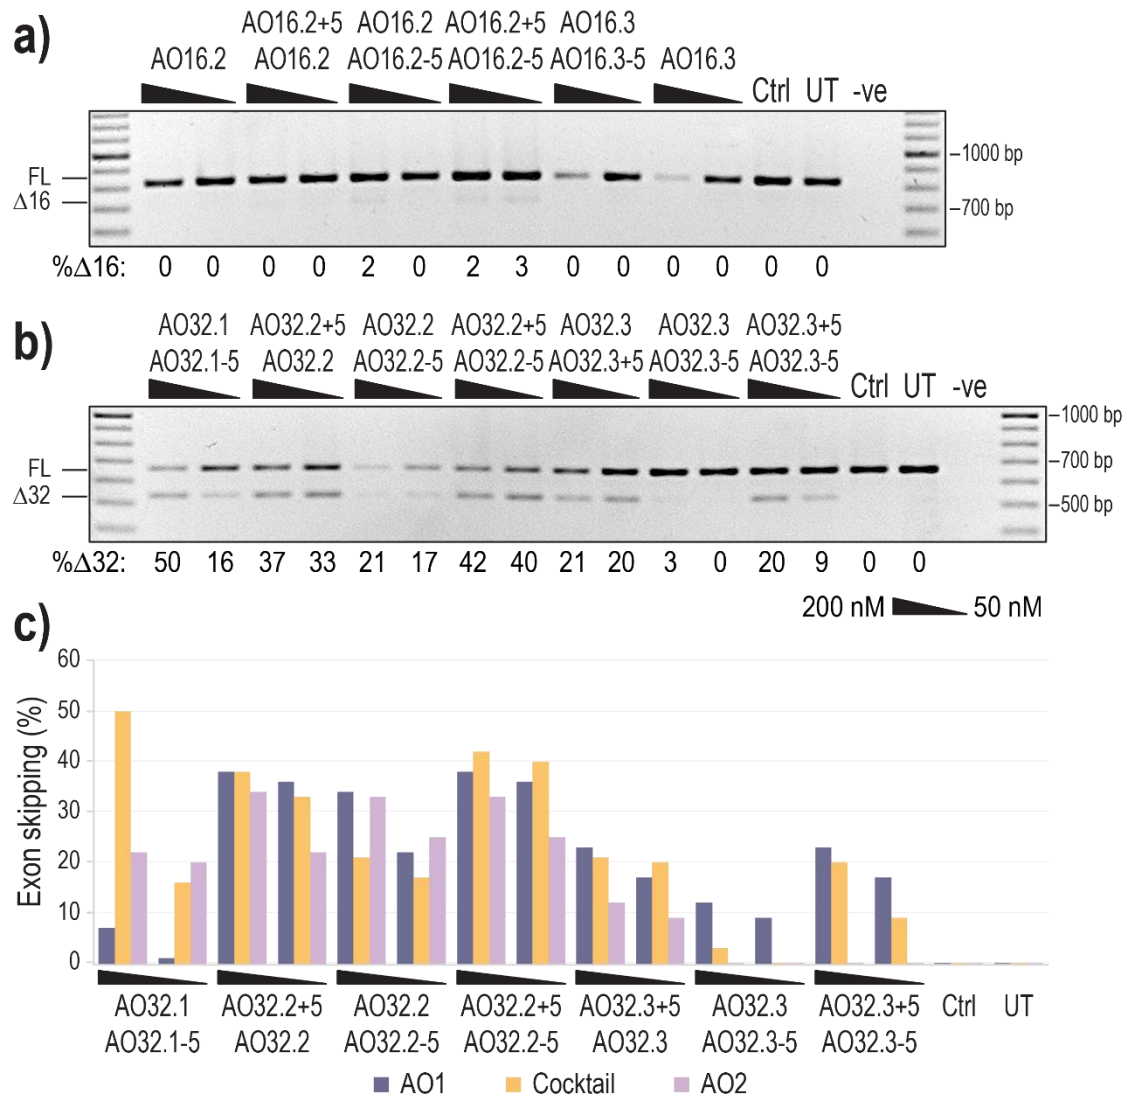 a)
AO16.2+5 AO16.2 AO16.2+5 AO16.3
AO16.2 AO16.2 AO16.2-5 AO16.2-5 AO16.3-5 AO16.3 Ctrl UT -ve
FL
Δ16
–1000 bp
–700 bp
%Δ16: 0 0 0 0 2 0 2 3 0 0 0 0 0 0
b)
AO32.1 AO32.2+5 AO32.2 AO32.2+5 AO32.3 AO32.3 AO32.3+5
AO32.1-5 AO32.2 AO32.2-5 AO32.2-5 AO32.3+5 AO32.3-5 AO32.3-5 Ctrl UT -ve
FL
Δ32
–1000 bp
–700 bp
–500 bp
%Δ32: 50 16 37 33 21 17 42 40 21 20 3 0 20 9 0 0
200 nM 50 nM
c)
Exon skipping (%)
60
50
40
30
20
10
0
AO32.1 AO32.2+5 AO32.2 AO32.2+5 AO32.3+5 AO32.3 AO32.3+5 Ctrl UT
AO32.1-5 AO32.2 AO32.2-5 AO32.2-5 AO32.3 AO32.3-5 AO32.3-5
AO1 Cocktail AO2